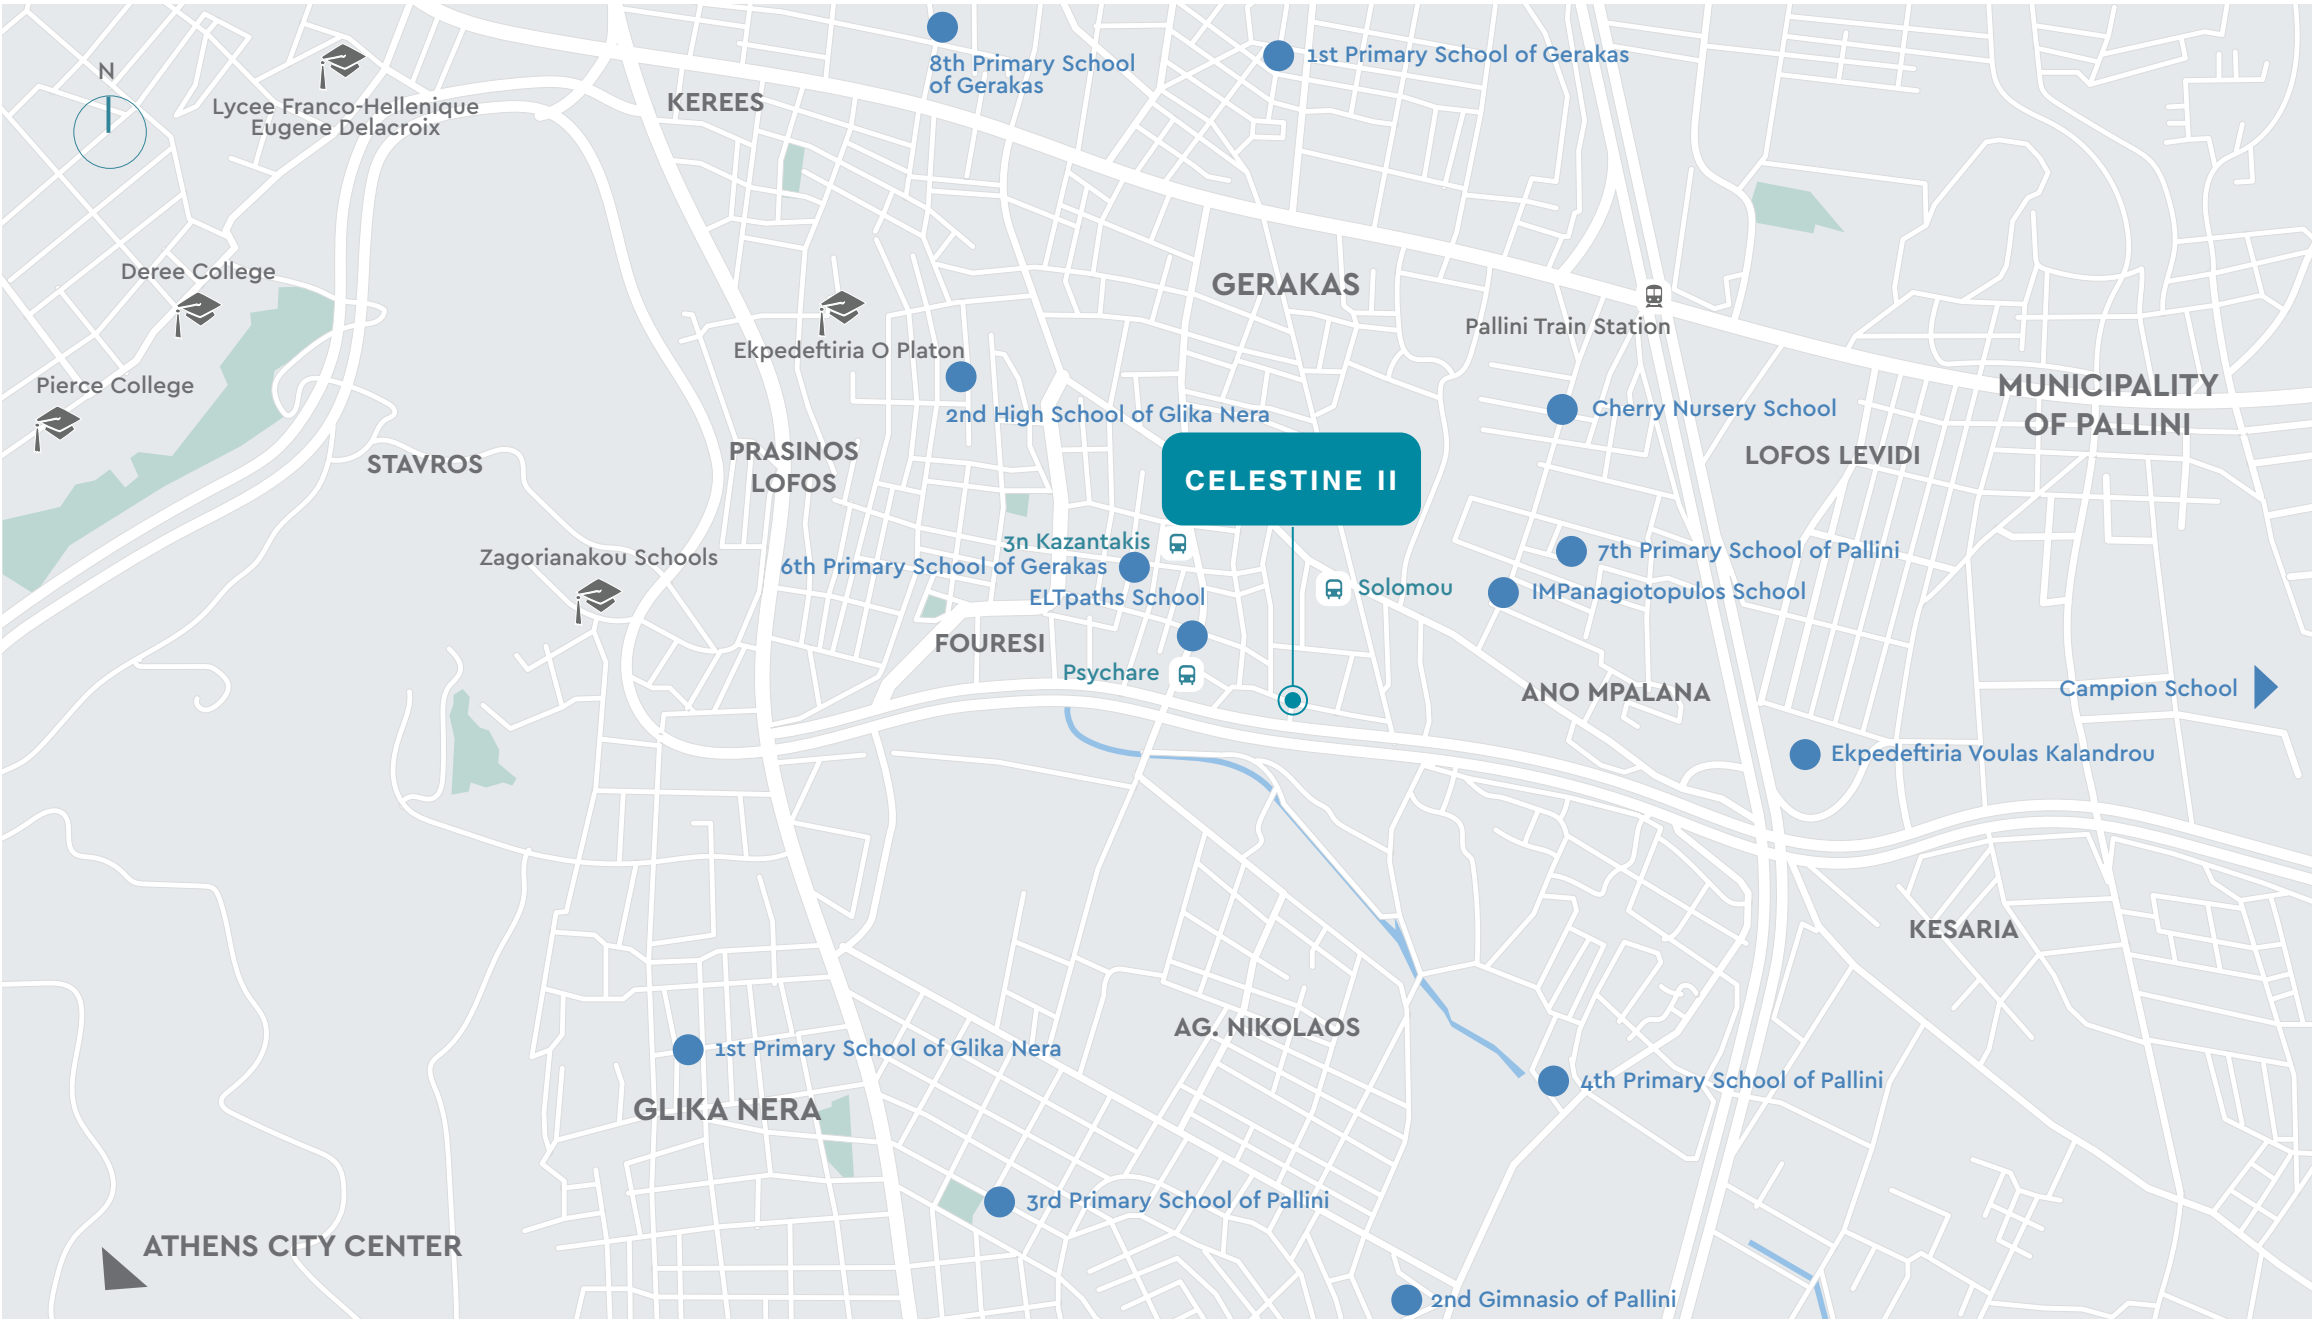 8th Primary School
of Gerakas
1st Primary School of Gerakas
N
KEREES
Lycee Franco-Hellenique
Eugene Delacroix
Deree College
GERAKAS
Pallini Train Station
Ekpedeftiria O Platon
Pierce College
2nd High School of Glika Nera
Cherry Nursery School
MUNICIPALITY
OF PALLINI
STAVROS
PRASINOS
LOFOS
CELESTINE II
LOFOS LEVIDI
3n Kazantakis
6th Primary School of Gerakas
ELTpaths School
Zagorianakou Schools
7th Primary School of Pallini
Solomou
IMPanagiotopulos School
FOURESI
Psychare
ANO MPALANA
Campion School
Ekpedeftiria Voulas Kalandrou
KESARIA
AG. NIKOLAOS
1st Primary School of Glika Nera
GLIKA NERA
4th Primary School of Pallini
3rd Primary School of Pallini
ATHENS CITY CENTER
2nd Gimnasio of Pallini